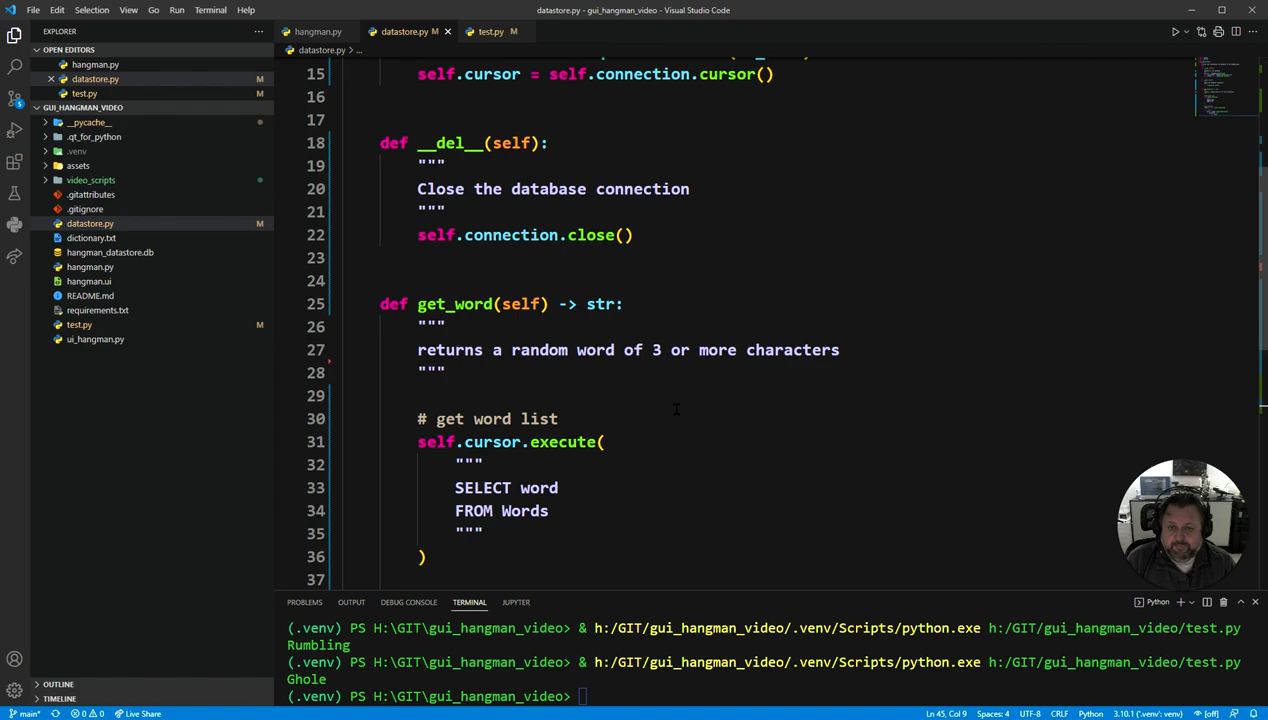 File Edit Selection View Go Run Terminal Help
datastore.py - gui_hangman_video - Visual Studio Code
EXPLORER
OPEN EDITORS
hangman.py
datastore.py M
test.py M
GUI_HANGMAN_VIDEO
__pycache__
.qt_for_python
.venv
assets
video_scripts
.gitattributes
.gitignore
datastore.py M
dictionary.txt
hangman_datastore.db
hangman.py
hangman.ui
README.md
requirements.txt
test.py M
ui_hangman.py
OUTLINE
TIMELINE
hangman.py datastore.py M test.py M
datastore.py > ...
15 self.cursor = self.connection.cursor()
16
17
18 def __del__(self):
19 """
20 Close the database connection
21 """
22 self.connection.close()
23
24
25 def get_word(self) -> str:
26 """
27 returns a random word of 3 or more characters
28 """
29
30 # get word list
31 self.cursor.execute(
32 """
33 SELECT word
34 FROM Words
35 """
36 )
37
PROBLEMS OUTPUT DEBUG CONSOLE TERMINAL JUPYTER
Python
(.venv) PS H:\GIT\gui_hangman_video> & h:/GIT/gui_hangman_video/.venv/Scripts/python.exe h:/GIT/gui_hangman_video/test.py
Rumbling
(.venv) PS H:\GIT\gui_hangman_video> & h:/GIT/gui_hangman_video/.venv/Scripts/python.exe h:/GIT/gui_hangman_video/test.py
Ghole
(.venv) PS H:\GIT\gui_hangman_video>
main* 0 0 Live Share
Ln 45, Col 9 Spaces: 4 UTF-8 CRLF Python 3.10.1 ('.venv': venv) [off]